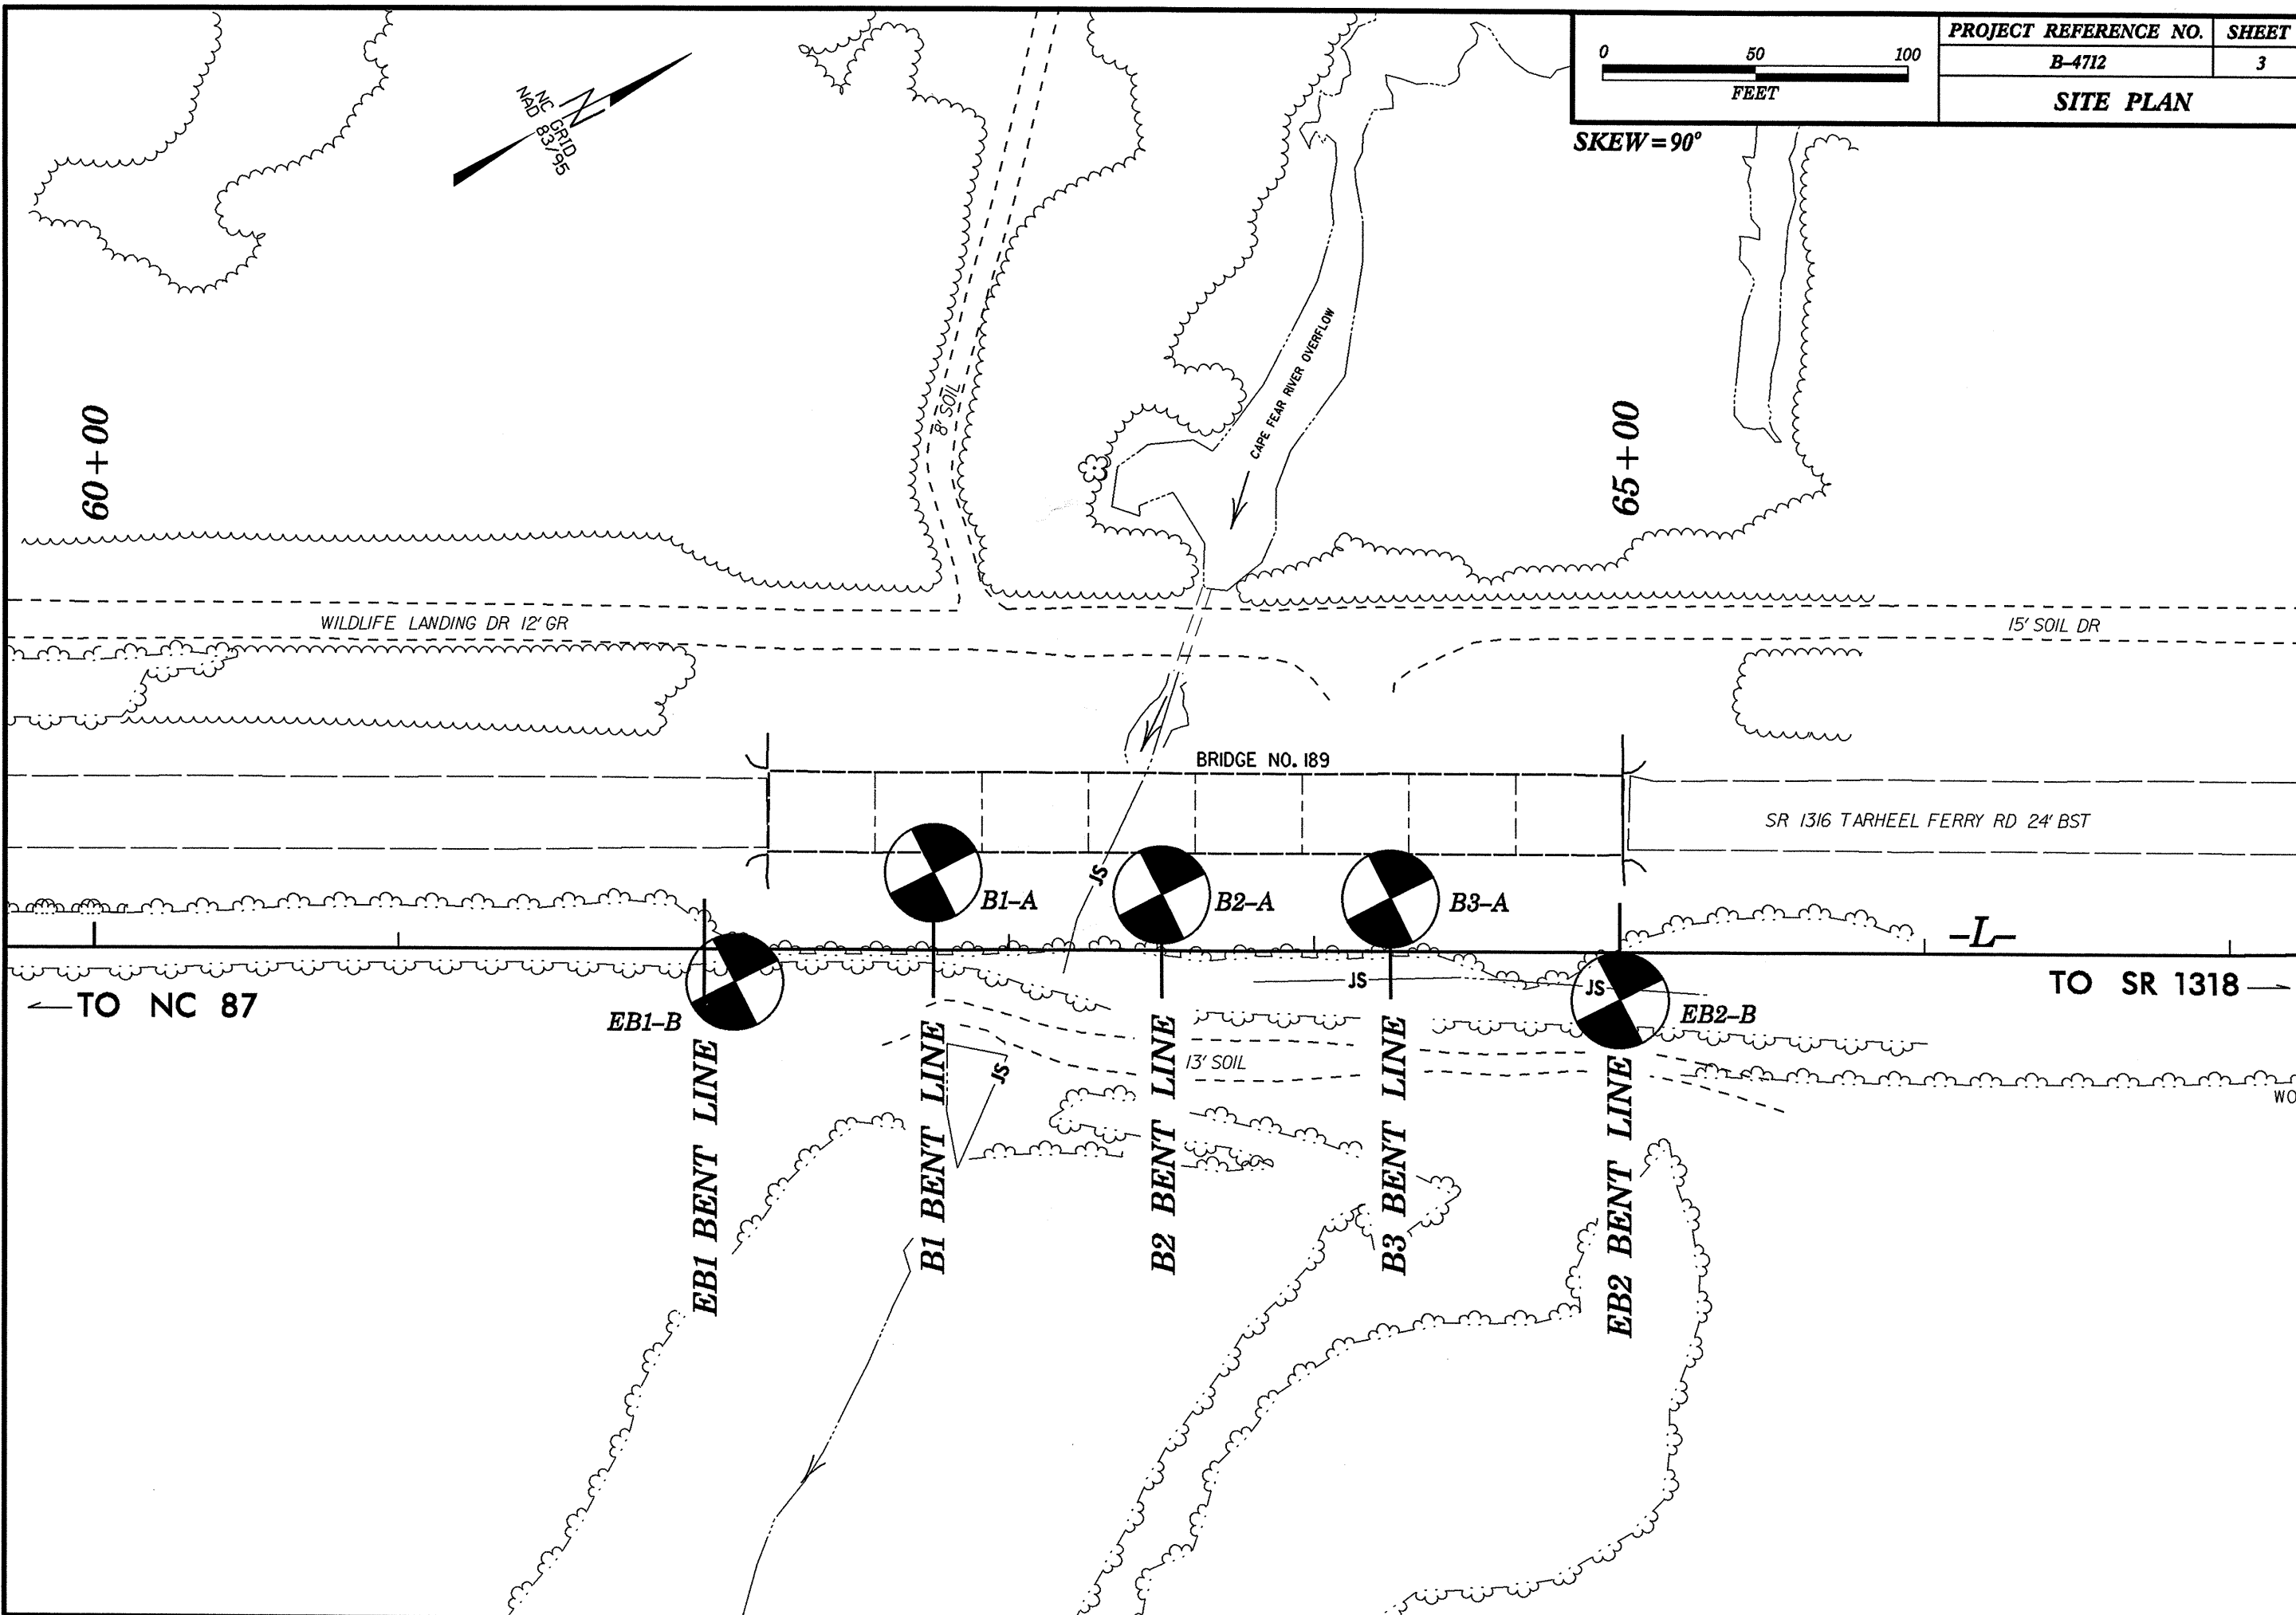 0 50 100
FEET
PROJECT REFERENCE NO. SHEET
B-4712 3
SITE PLAN
SKEW = 90°
NC GRID
NAD 83/95
N
CAPE FEAR RIVER OVERFLOW
8' SOIL
60+00
65+00
WILDLIFE LANDING DR 12' GR
15' SOIL DR
BRIDGE NO. 189
SR 1316 TARHEEL FERRY RD 24' BST
JS
B1-A
B2-A
B3-A
-L-
JS
JS
TO NC 87
TO SR 1318
EB1-B
EB2-B
13' SOIL
JS
WO
EB1 BENT LINE
B1 BENT LINE
B2 BENT LINE
B3 BENT LINE
EB2 BENT LINE